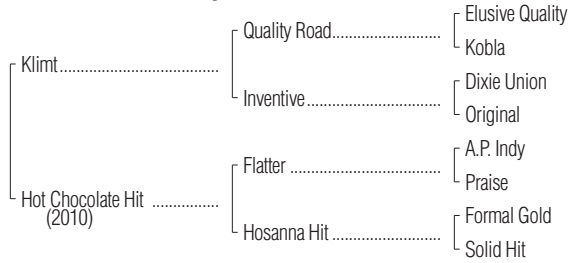 Elusive Quality
Quality Road
Kobla
Klimt
Dixie Union
Inventive
Original
A.P. Indy
Flatter
Praise
Hot Chocolate Hit
(2010)
Formal Gold
Hosanna Hit
Solid Hit